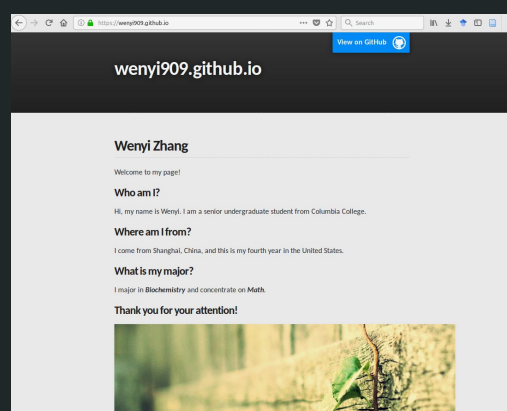 https://wenyi909.github.io
Search
View on GitHub
wenyi909.github.io
Wenyi Zhang
Welcome to my page!
Who am I?
Hi, my name is Wenyi. I am a senior undergraduate student from Columbia College.
Where am I from?
I come from Shanghai, China, and this is my fourth year in the United States.
What is my major?
I major in Biochemistry and concentrate on Math.
Thank you for your attention!